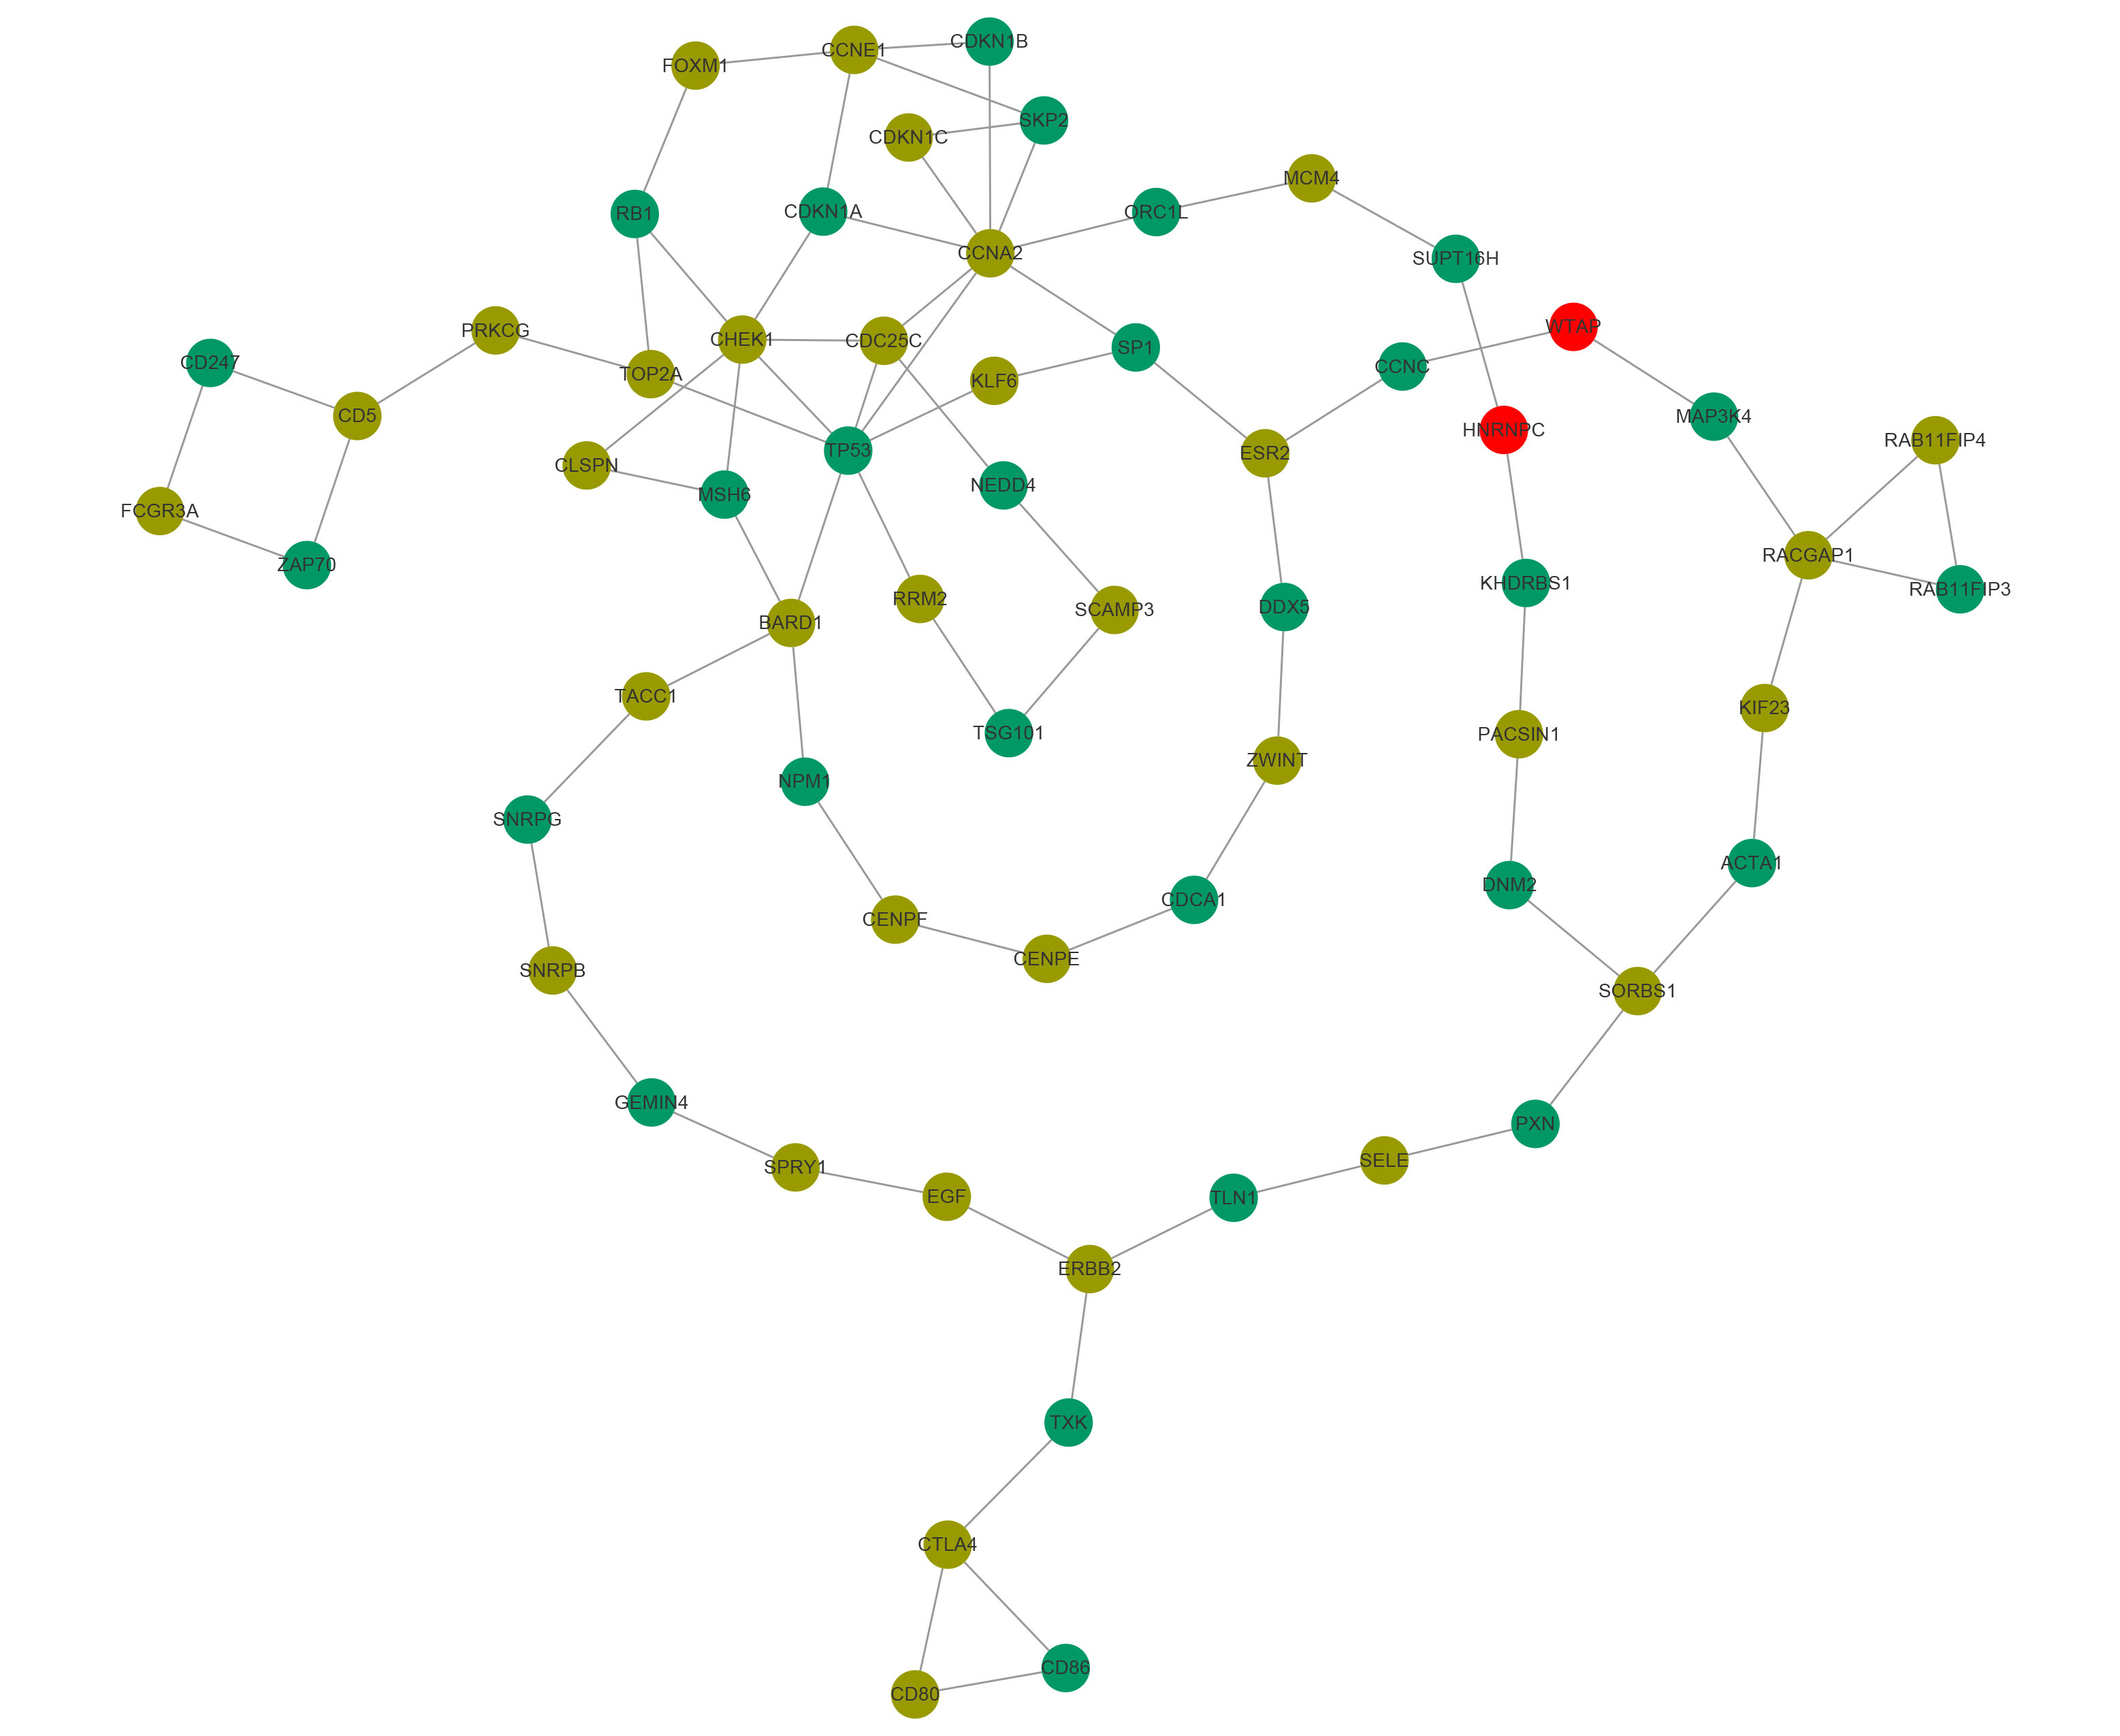 CDKN1B
CCNE1
FOXM1
SKP2
CDKN1C
MCM4
RB1
CDKN1A
ORC1L
CCNA2
SUPT16H
WTAP
PRKCG
CHEK1
CDC25C
SP1
CD247
CCNC
TOP2A
KLF6
CD5
MAP3K4
HNRNPC
RAB11FIP4
TP53
ESR2
CLSPN
NEDD4
MSH6
FCGR3A
RACGAP1
ZAP70
KHDRBS1
RAB11FIP3
RRM2
DDX5
SCAMP3
BARD1
TACC1
KIF23
TSG101
PACSIN1
ZWINT
NPM1
SNRPG
ACTA1
DNM2
CDCA1
CENPF
CENPE
SNRPB
SORBS1
GEMIN4
PXN
SELE
SPRY1
EGF
TLN1
ERBB2
TXK
CTLA4
CD86
CD80